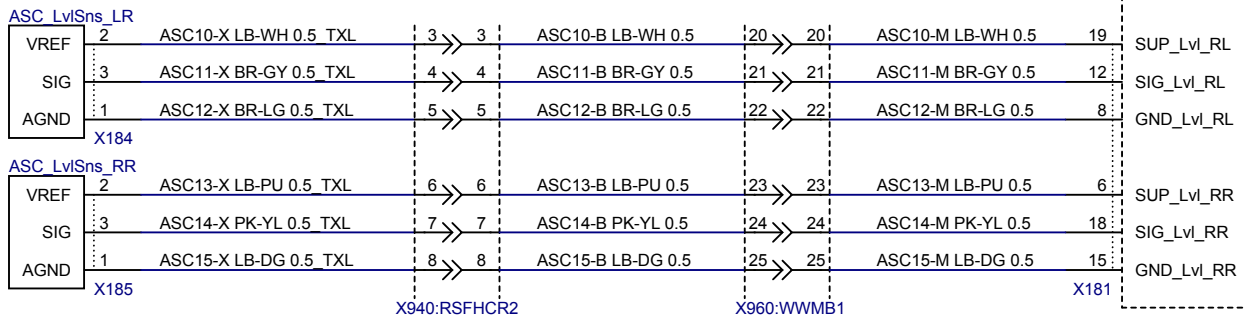 ASC_LvlSns_LR
VREF 2 ASC10-X LB-WH 0.5_TXL 3 3 ASC10-B LB-WH 0.5 20 20 ASC10-M LB-WH 0.5 19 SUP_Lvl_RL
SIG 3 ASC11-X BR-GY 0.5_TXL 4 4 ASC11-B BR-GY 0.5 21 21 ASC11-M BR-GY 0.5 12 SIG_Lvl_RL
AGND 1 ASC12-X BR-LG 0.5_TXL 5 5 ASC12-B BR-LG 0.5 22 22 ASC12-M BR-LG 0.5 8 GND_Lvl_RL
X184
ASC_LvlSns_RR
VREF 2 ASC13-X LB-PU 0.5_TXL 6 6 ASC13-B LB-PU 0.5 23 23 ASC13-M LB-PU 0.5 6 SUP_Lvl_RR
SIG 3 ASC14-X PK-YL 0.5_TXL 7 7 ASC14-B PK-YL 0.5 24 24 ASC14-M PK-YL 0.5 18 SIG_Lvl_RR
AGND 1 ASC15-X LB-DG 0.5_TXL 8 8 ASC15-B LB-DG 0.5 25 25 ASC15-M LB-DG 0.5 15 GND_Lvl_RR
X185 X181
X940:RSFHCR2 X960:WWMB1